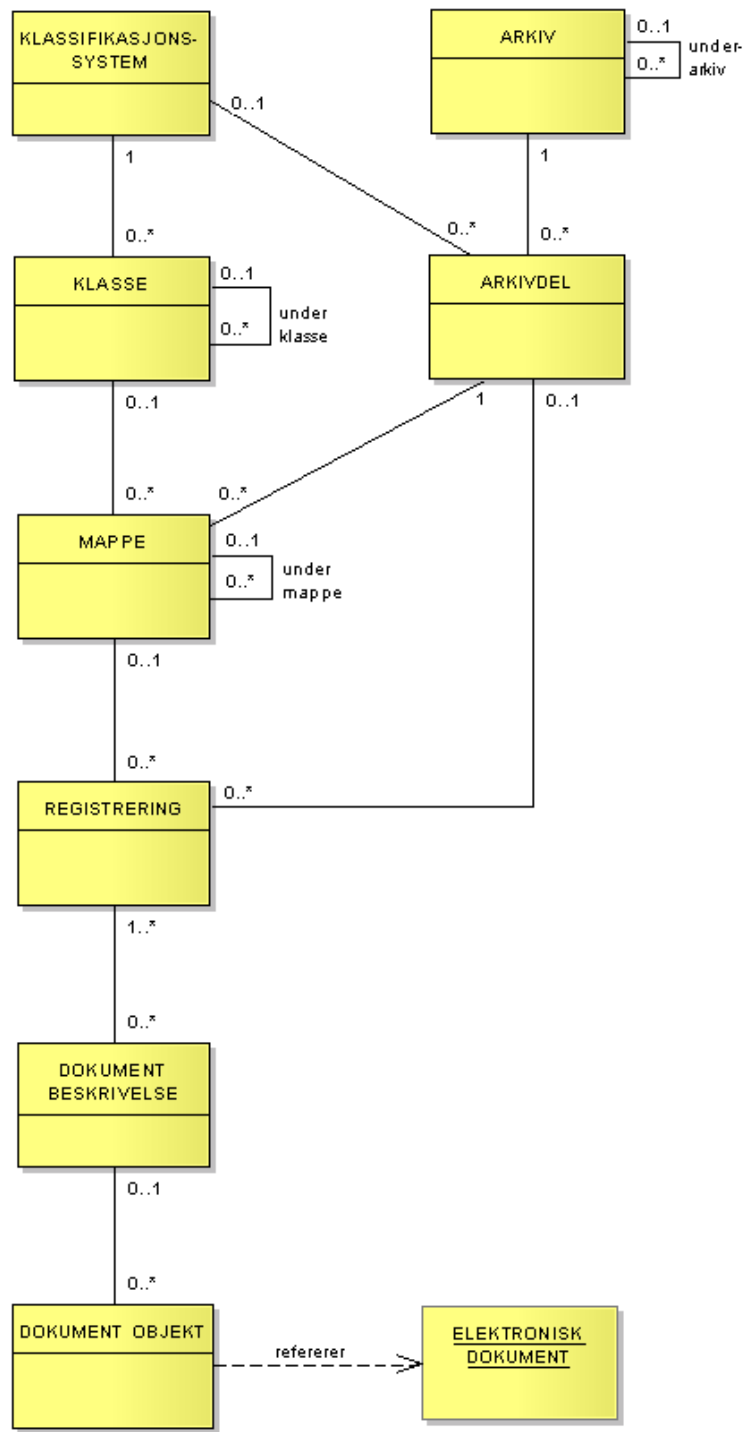 KLASSIFIKASJONS-
SYSTEM
ARKIV
0..1
under-
0..*
arkiv
0..1
1
1
0..*
0..*
0..*
KLASSE
0..1
ARKIVDEL
0..*
under
klasse
0..1
1
0..1
0..*
0..*
MAPPE
0..1
0..*
under
mappe
0..1
0..*
REGISTRERING
0..*
1..*
0..*
DOKUMENT
BESKRIVELSE
0..1
0..*
DOKUMENT OBJEKT
refererer
ELEKTRONISK
DOKUMENT